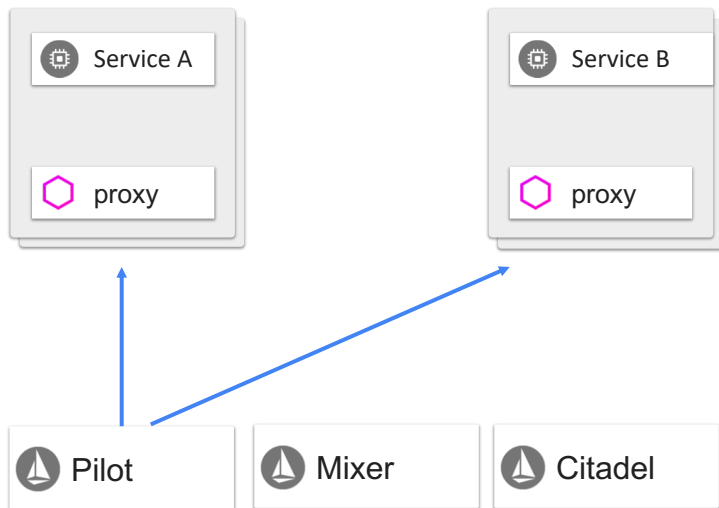 Service A
Service B
proxy
proxy
Pilot
Mixer
Citadel